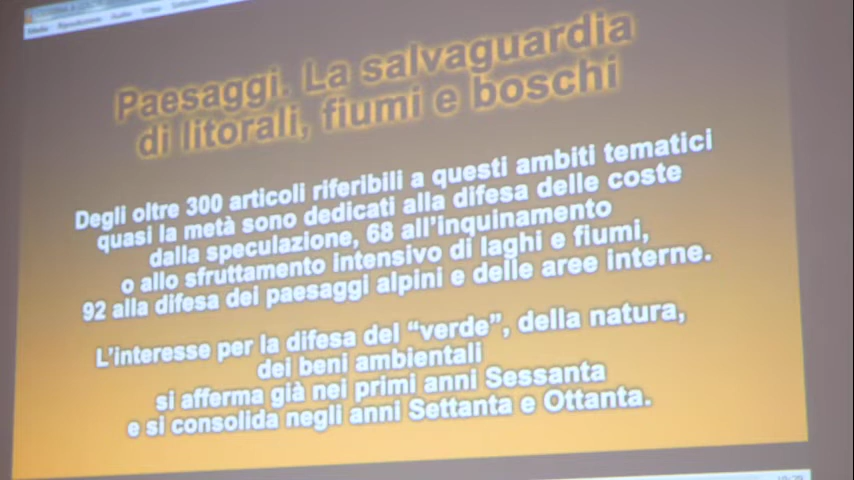 Paesaggi. La salvaguardia
di litorali, fiumi e boschi
Degli oltre 300 articoli riferibili a questi ambiti tematici
quasi la metà sono dedicati alla difesa delle coste
dalla speculazione, 68 all'inquinamento
o allo sfruttamento intensivo di laghi e fiumi,
92 alla difesa dei paesaggi alpini e delle aree interne.
L'interesse per la difesa del "verde", della natura,
dei beni ambientali
si afferma già nei primi anni Sessanta
e si consolida negli anni Settanta e Ottanta.